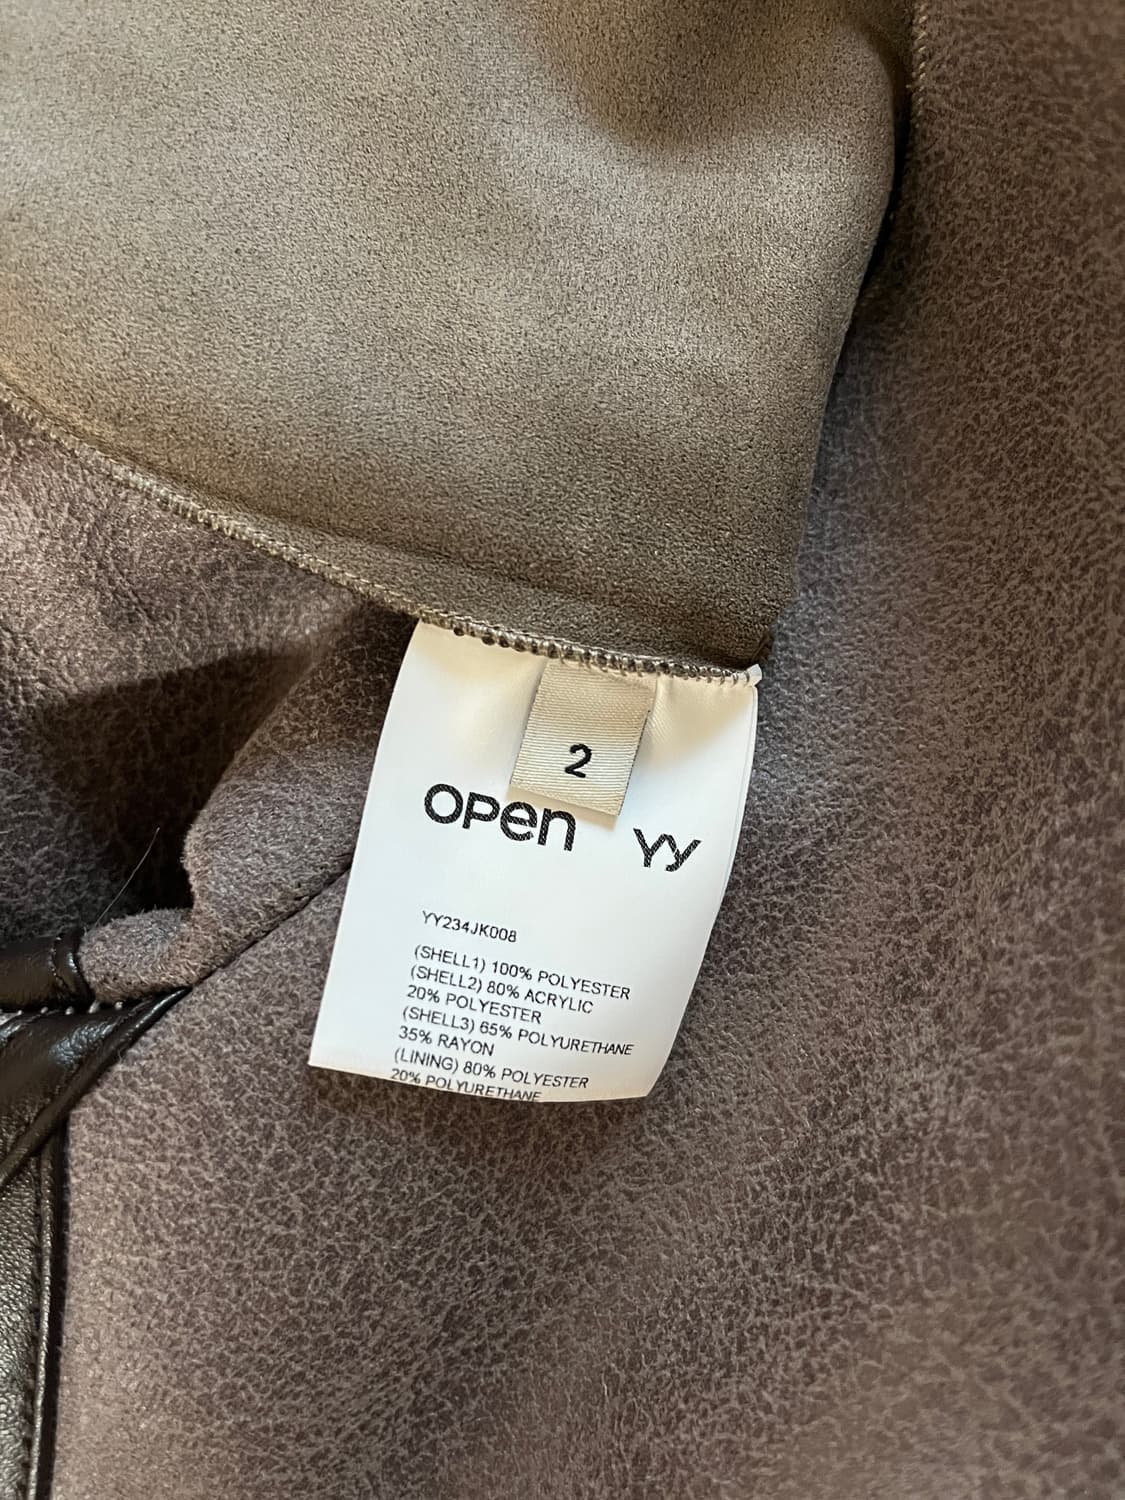 2
OPEN YY
YY234JK008
(SHELL1) 100% POLYESTER
(SHELL2) 80% ACRYLIC
20% POLYESTER
(SHELL3) 65% POLYURETHANE
35% RAYON
(LINING) 80% POLYESTER
20% POLYURETHANE